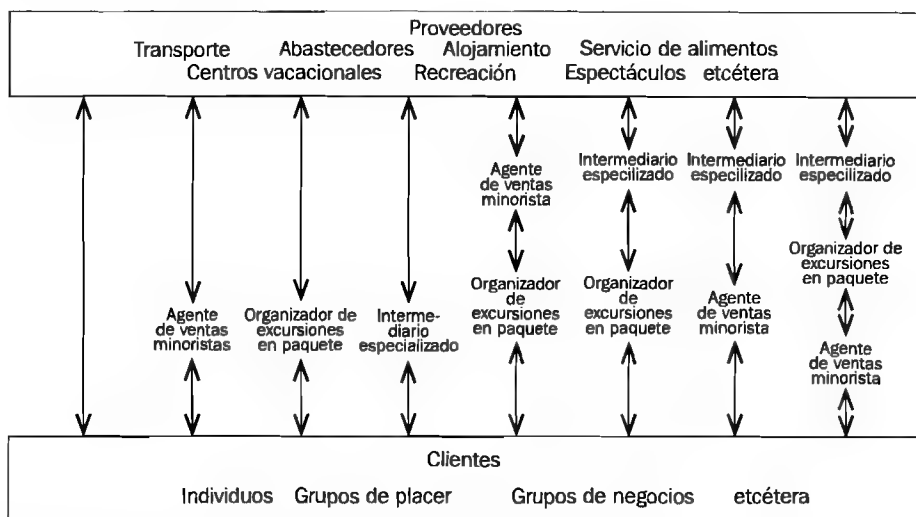 Proveedores
Transporte Abastecedores Alojamiento Servicio de alimentos
Centros vacacionales Recreación Espectáculos etcétera
Agente
de ventas
minoristas
Organizador de
excursiones
en paquete
Interme-
diario
especializado
Agente
de ventas
minorista
Organizador
de
excursiones
en paquete
Intermediario
especilizado
Organizador
de
excursiones
en paquete
Intermediario
especilizado
Agente
de ventas
minorista
Intermediario
especilizado
Organizador de
excursiones
en paquete
Agente
de ventas
minorista
Clientes
Individuos Grupos de placer Grupos de negocios etcétera